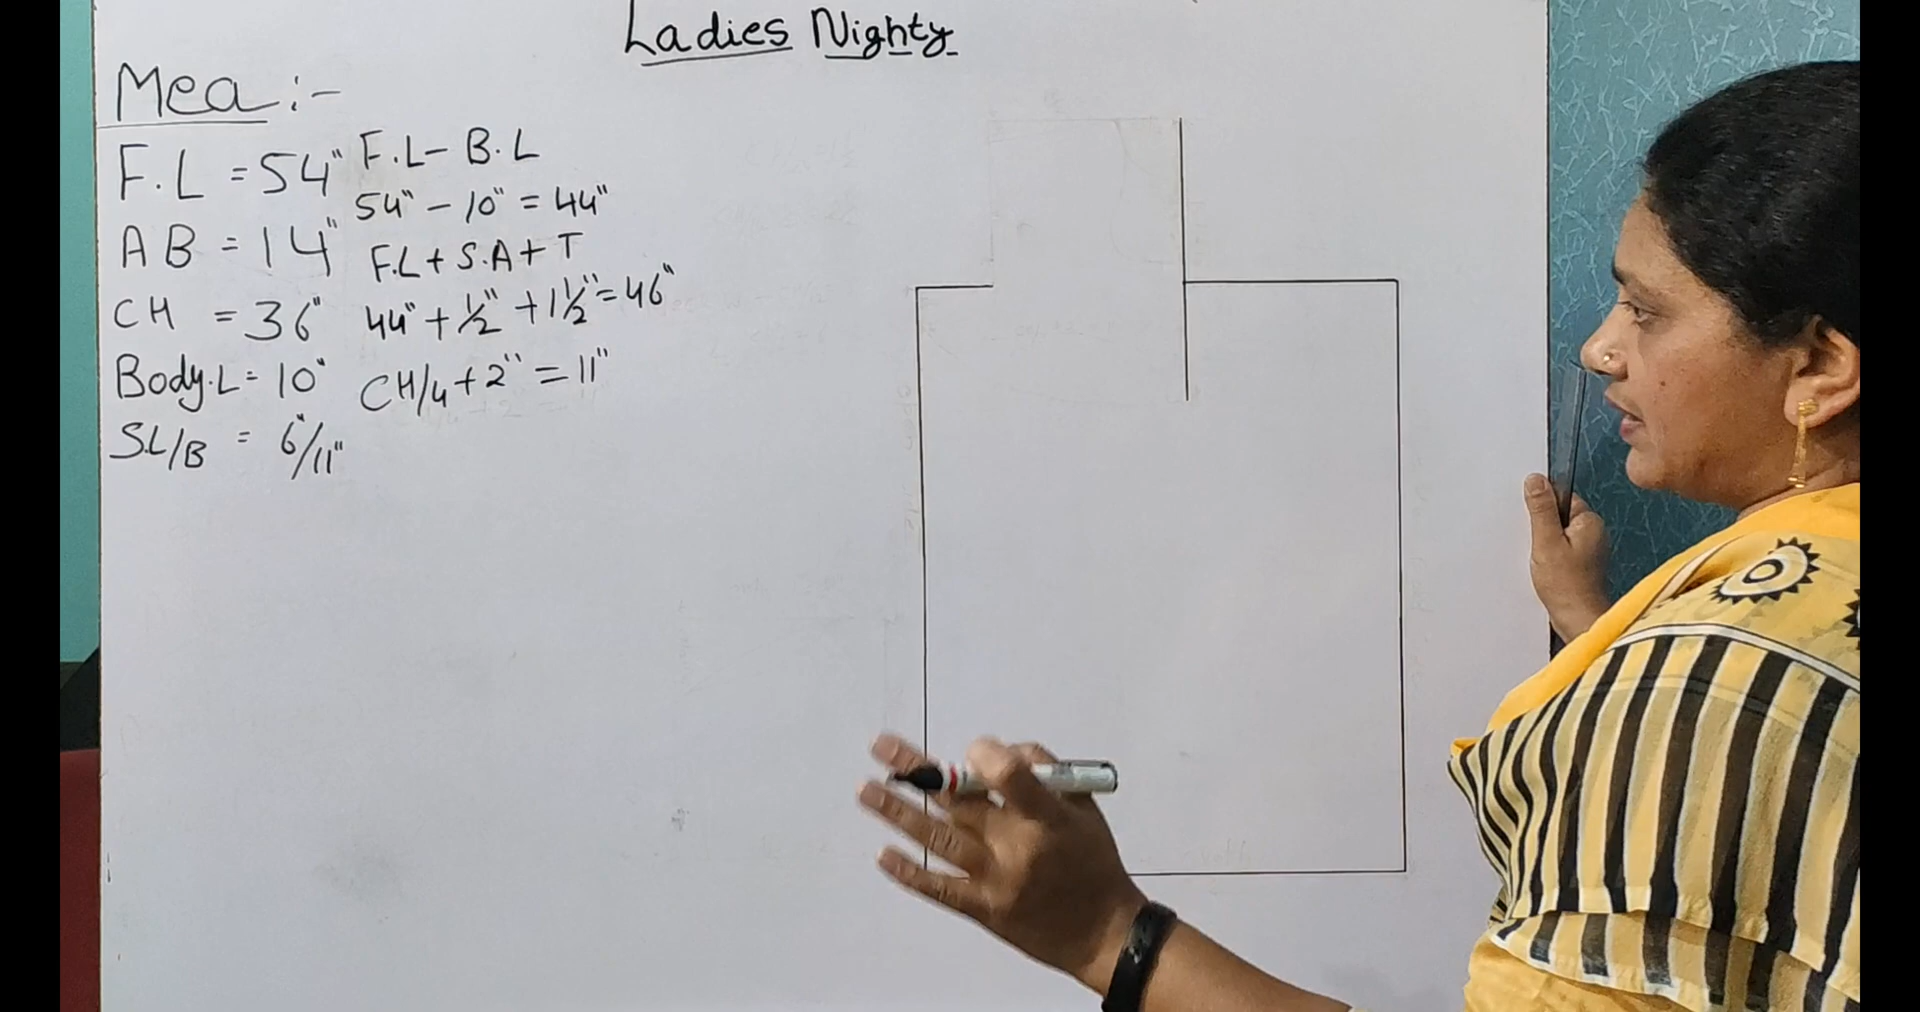 Ladies Nighty
Mea:-
F.L = 54"
AB = 14"
CH = 36"
Body.L = 10"
S.L/B = 6"/11"
F.L - B.L
54" - 10" = 44"
F.L + S.A + T
44" + 1/2" + 1 1/2" = 46"
CH/4 + 2" = 11"